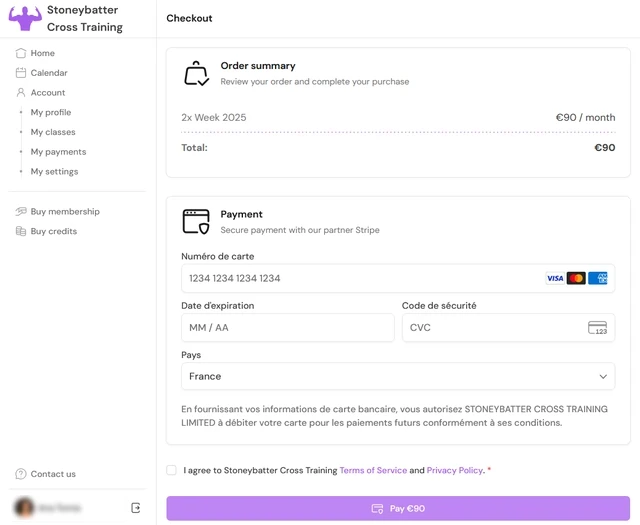 Stoneybatter
Cross Training
Checkout
Home
Calendar
Account
My profile
My classes
My payments
My settings
Buy membership
Buy credits
Contact us
Order summary
Review your order and complete your purchase
2x Week 2025 €90 / month
Total: €90
Payment
Secure payment with our partner Stripe
Numéro de carte
1234 1234 1234 1234 VISA
Date d'expiration Code de sécurité
MM / AA CVC 123
Pays
France
En fournissant vos informations de carte bancaire, vous autorisez STONEYBATTER CROSS TRAINING
LIMITED à débiter votre carte pour les paiements futurs conformément à ses conditions.
I agree to Stoneybatter Cross Training Terms of Service and Privacy Policy. *
Pay €90